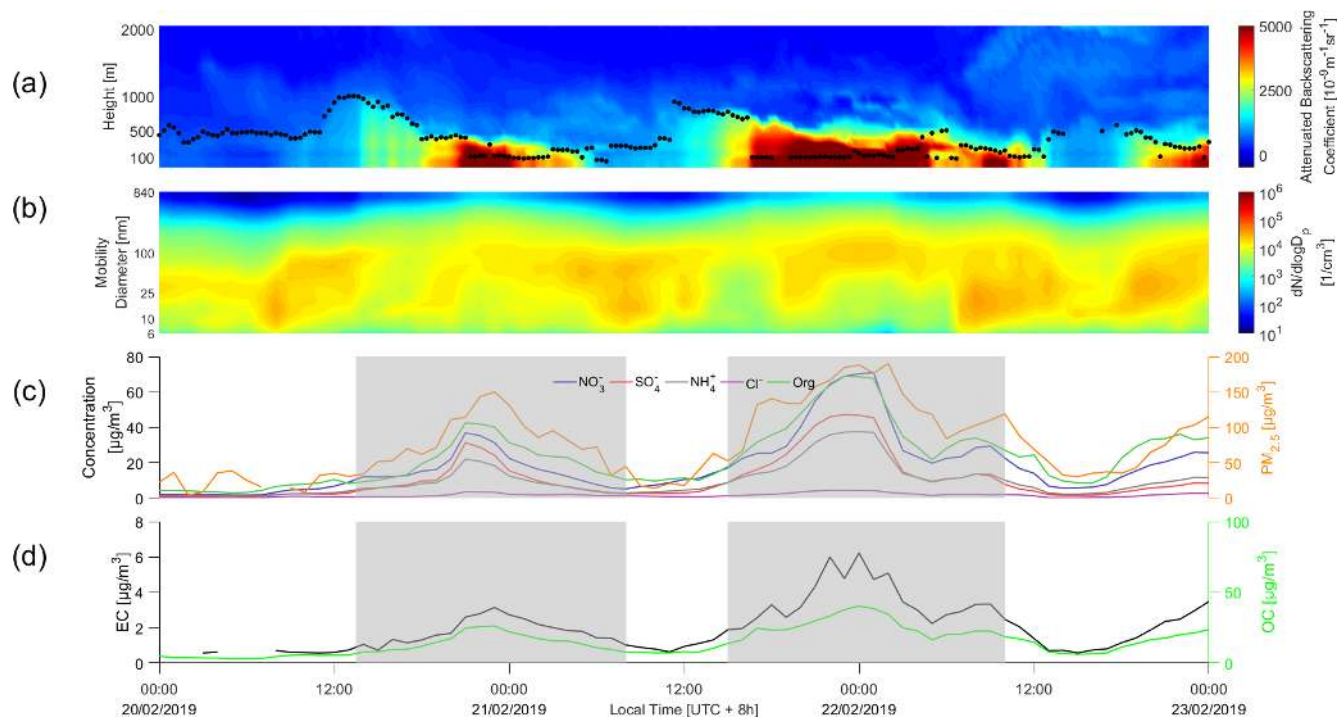 (a)
Height [m]
2000
1000
500
100
5000
2500
0
Attenuated Backscattering
Coefficient [10⁻⁹m⁻¹sr⁻¹]
(b)
Mobility
Diameter [nm]
840
100
25
10
6
10⁶
10⁵
10⁴
10³
10²
10¹
dN/dlogDₚ
[1/cm³]
(c)
Concentration
[µg/m³]
80
60
40
20
0
NO₃⁻ SO₄⁻ NH₄⁺ Cl⁻ Org
200
150
100
50
0
PM₂.₅ [µg/m³]
(d)
EC [µg/m³]
8
6
4
2
0
100
50
0
OC [µg/m³]
00:00 12:00 00:00 12:00 00:00 12:00 00:00
20/02/2019 21/02/2019 Local Time [UTC + 8h] 22/02/2019 23/02/2019